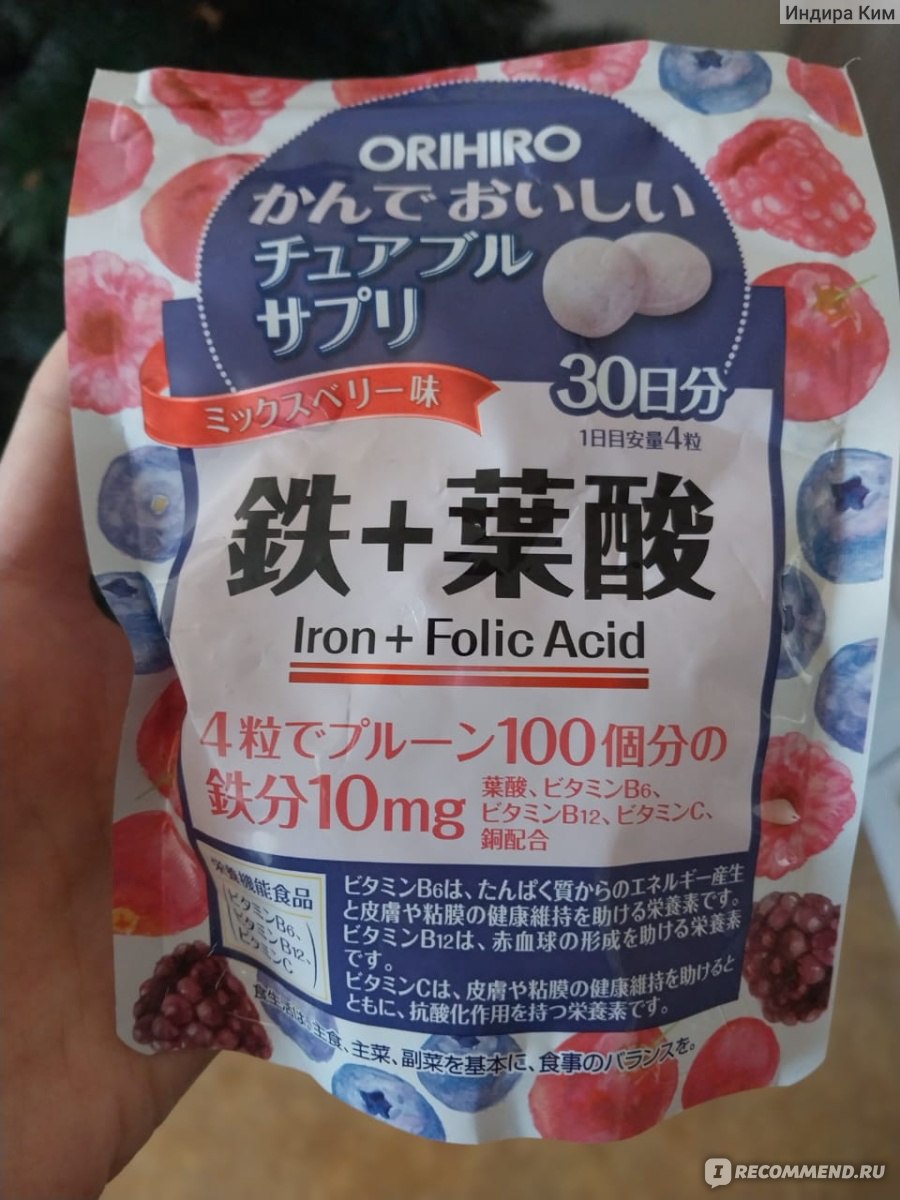 Индира Ким
ORIHIRO
かんでおいしい
チュアブル
サプリ
ミックスベリー味
30日分
1日目安量4粒
鉄+葉酸
Iron + Folic Acid
4粒でプルーン100個分の
鉄分10mg
葉酸、ビタミンB6、
ビタミンB12、ビタミンC、
銅配合
栄養機能食品
ビタミンB6、
ビタミンB12、
ビタミンC
ビタミンB6は、たんぱく質からのエネルギー産生
と皮膚や粘膜の健康維持を助ける栄養素です。
ビタミンB12は、赤血球の形成を助ける栄養素
です。
ビタミンCは、皮膚や粘膜の健康維持を助けると
ともに、抗酸化作用を持つ栄養素です。
食生活は、主食、主菜、副菜を基本に、食事のバランスを。
IRECOMMEND.RU